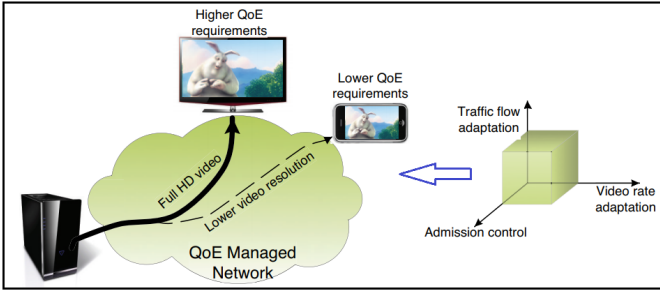 Higher QoE
requirements
Lower QoE
requirements
Full HD video
Lower video resolution
QoE Managed
Network
Traffic flow
adaptation
Video rate
adaptation
Admission control